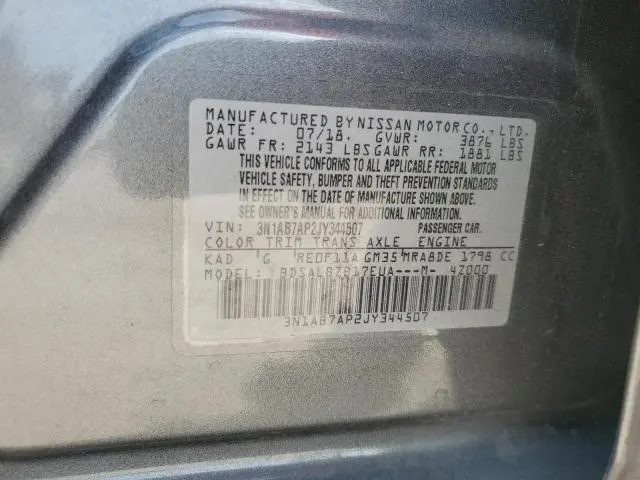 MANUFACTURED BY NISSAN MOTOR CO., LTD.
DATE: 07/18. GVWR: 3876 LBS
GAWR FR: 2143 LBS GAWR RR: 1881 LBS
THIS VEHICLE CONFORMS TO ALL APPLICABLE FEDERAL MOTOR
VEHICLE SAFETY, BUMPER AND THEFT PREVENTION STANDARDS
IN EFFECT ON THE DATE OF MANUFACTURE SHOWN ABOVE.
SEE OWNER'S MANUAL FOR ADDITIONAL INFORMATION.
VIN: 3N1AB7AP2JY344507 PASSENGER CAR.
COLOR TRIM TRANS AXLE ENGINE
KAD G RE0F11A GM35 MRA8DE 1798 CC
MODEL: BDSALBZB17EUA---M- 4Z000
3N1AB7AP2JY344507